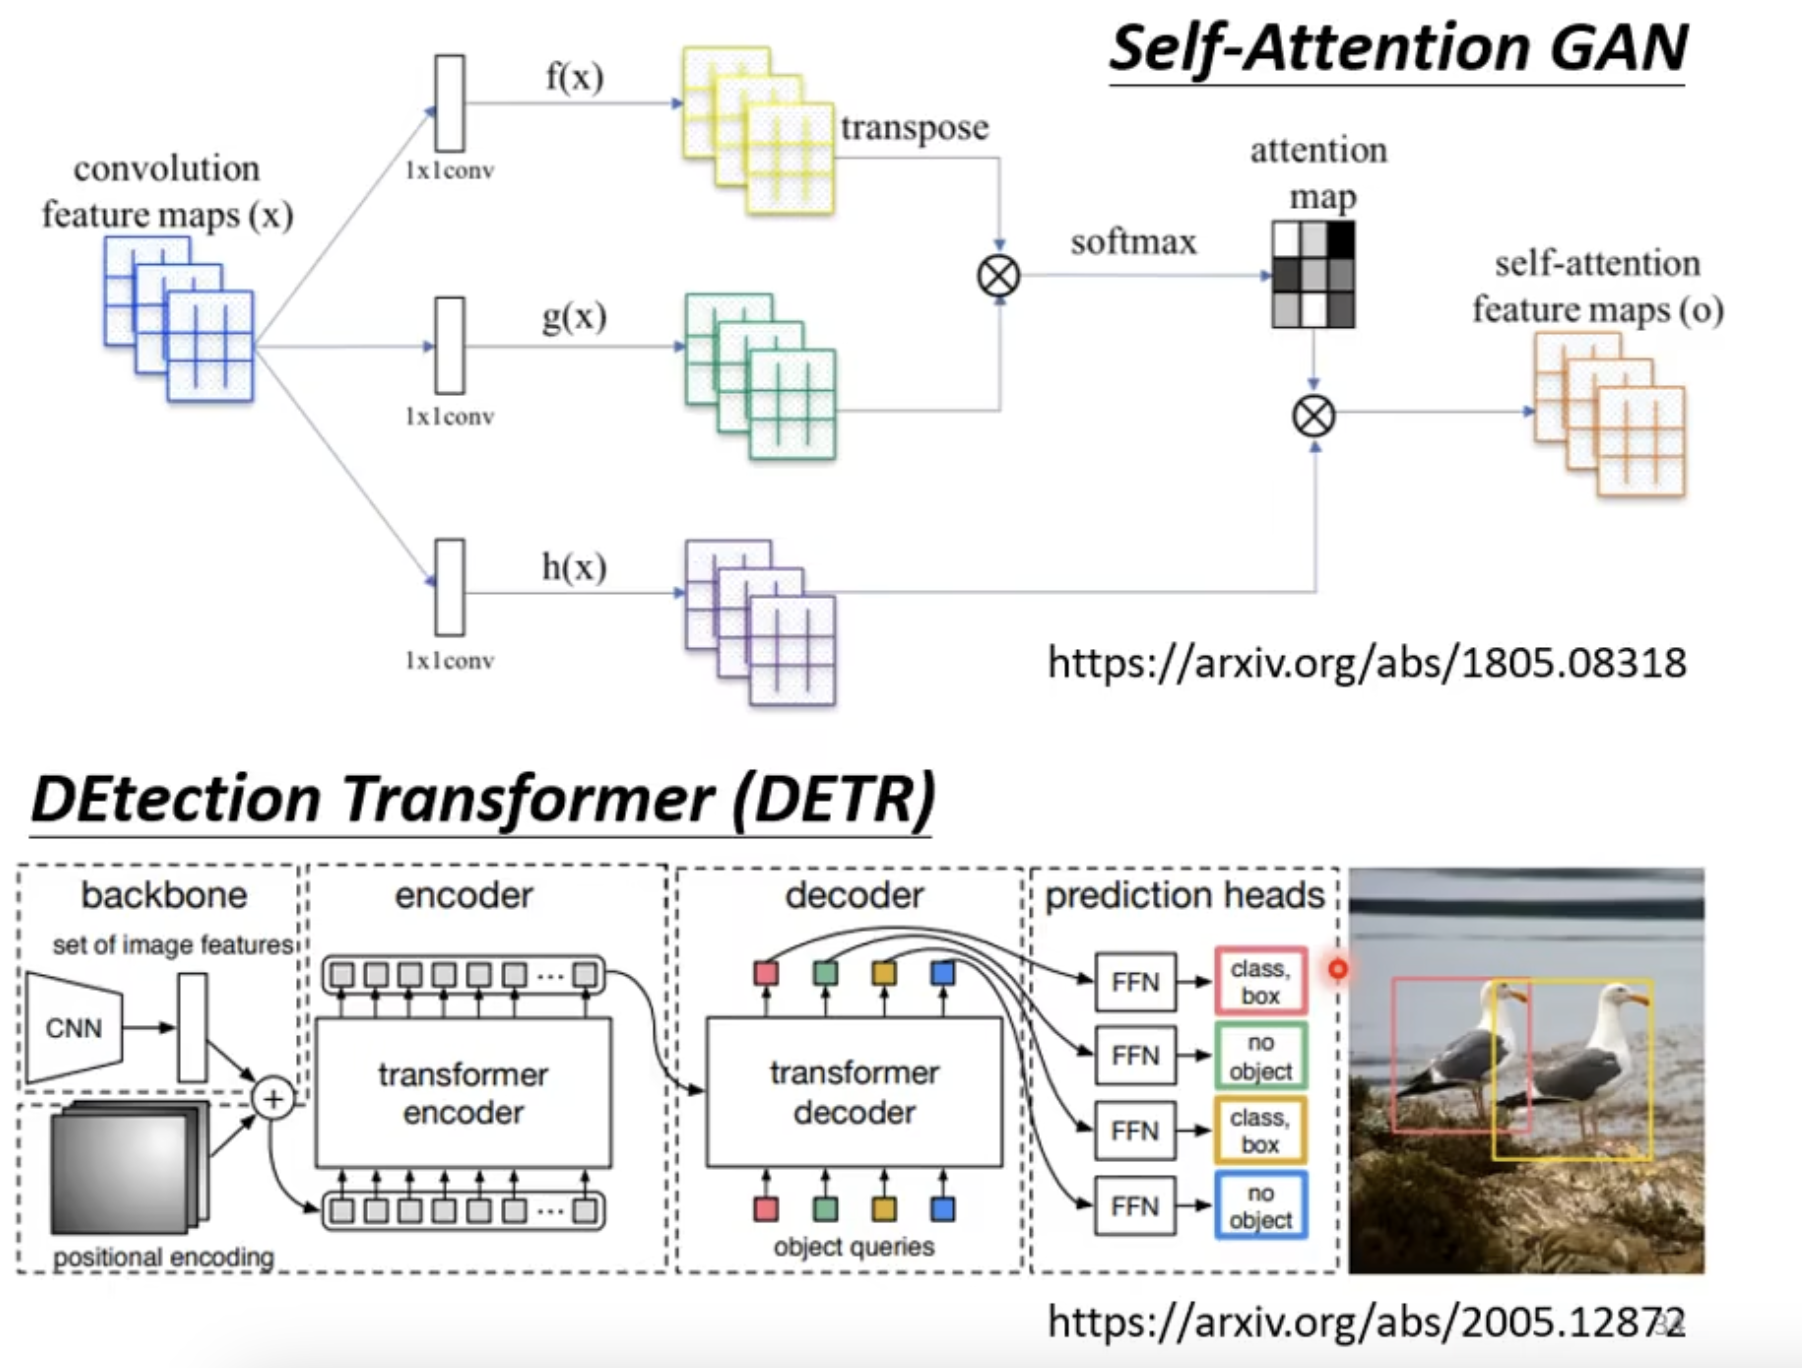 Self-Attention GAN
f(x)
transpose
1x1conv
convolution
feature maps (x)
attention
map
g(x)
softmax
1x1conv
self-attention
feature maps (o)
h(x)
1x1conv
https://arxiv.org/abs/1805.08318
DEtection Transformer (DETR)
backbone
set of image features
CNN
+
positional encoding
encoder
...
transformer
encoder
...
decoder
transformer
decoder
object queries
prediction heads
FFN
class,
box
FFN
no
object
FFN
class,
box
FFN
no
object
https://arxiv.org/abs/2005.12872
34